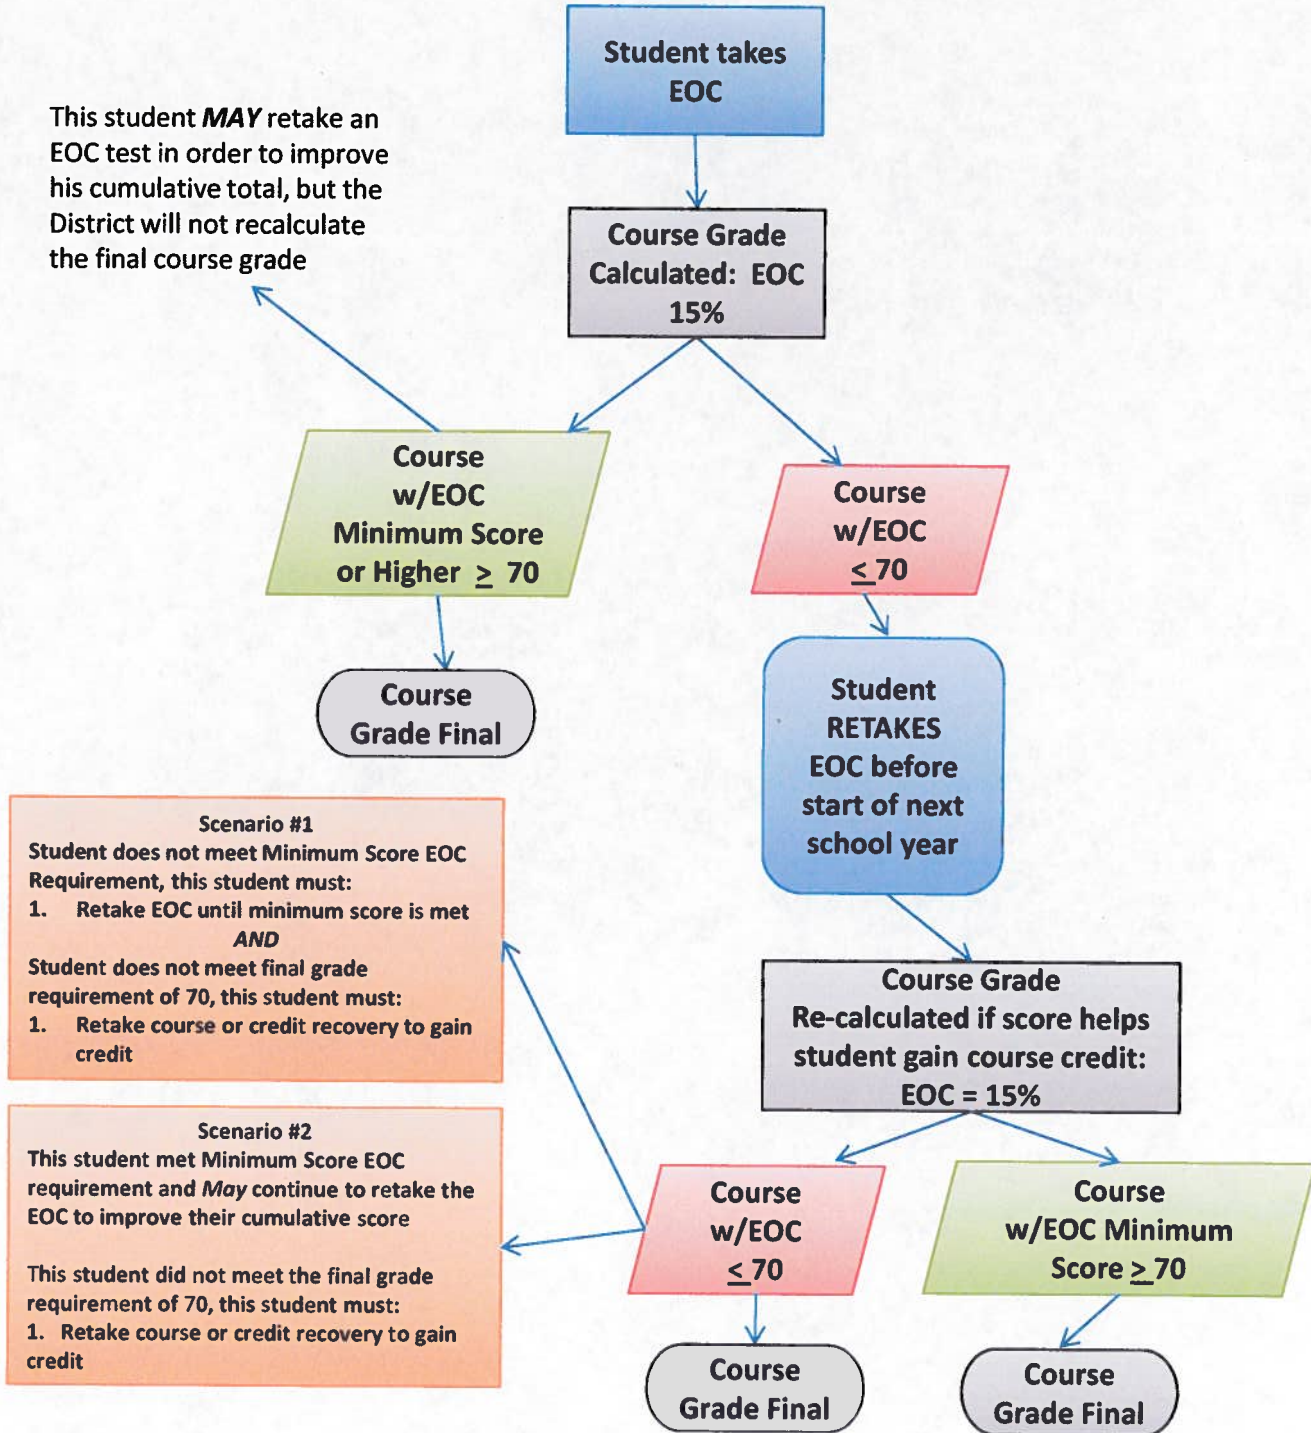 Student takes
EOC
This student MAY retake an
EOC test in order to improve
his cumulative total, but the
District will not recalculate
the final course grade
Course Grade
Calculated: EOC
15%
Course
w/EOC
Minimum Score
or Higher ≥ 70
Course
w/EOC
≤ 70
Course
Grade Final
Student
RETAKES
EOC before
start of next
school year
Scenario #1
Student does not meet Minimum Score EOC
Requirement, this student must:
1. Retake EOC until minimum score is met
AND
Student does not meet final grade
requirement of 70, this student must:
1. Retake course or credit recovery to gain
credit
Course Grade
Re-calculated if score helps
student gain course credit:
EOC = 15%
Scenario #2
This student met Minimum Score EOC
requirement and May continue to retake the
EOC to improve their cumulative score
This student did not meet the final grade
requirement of 70, this student must:
1. Retake course or credit recovery to gain
credit
Course
w/EOC
≤ 70
Course
w/EOC Minimum
Score ≥ 70
Course
Grade Final
Course
Grade Final